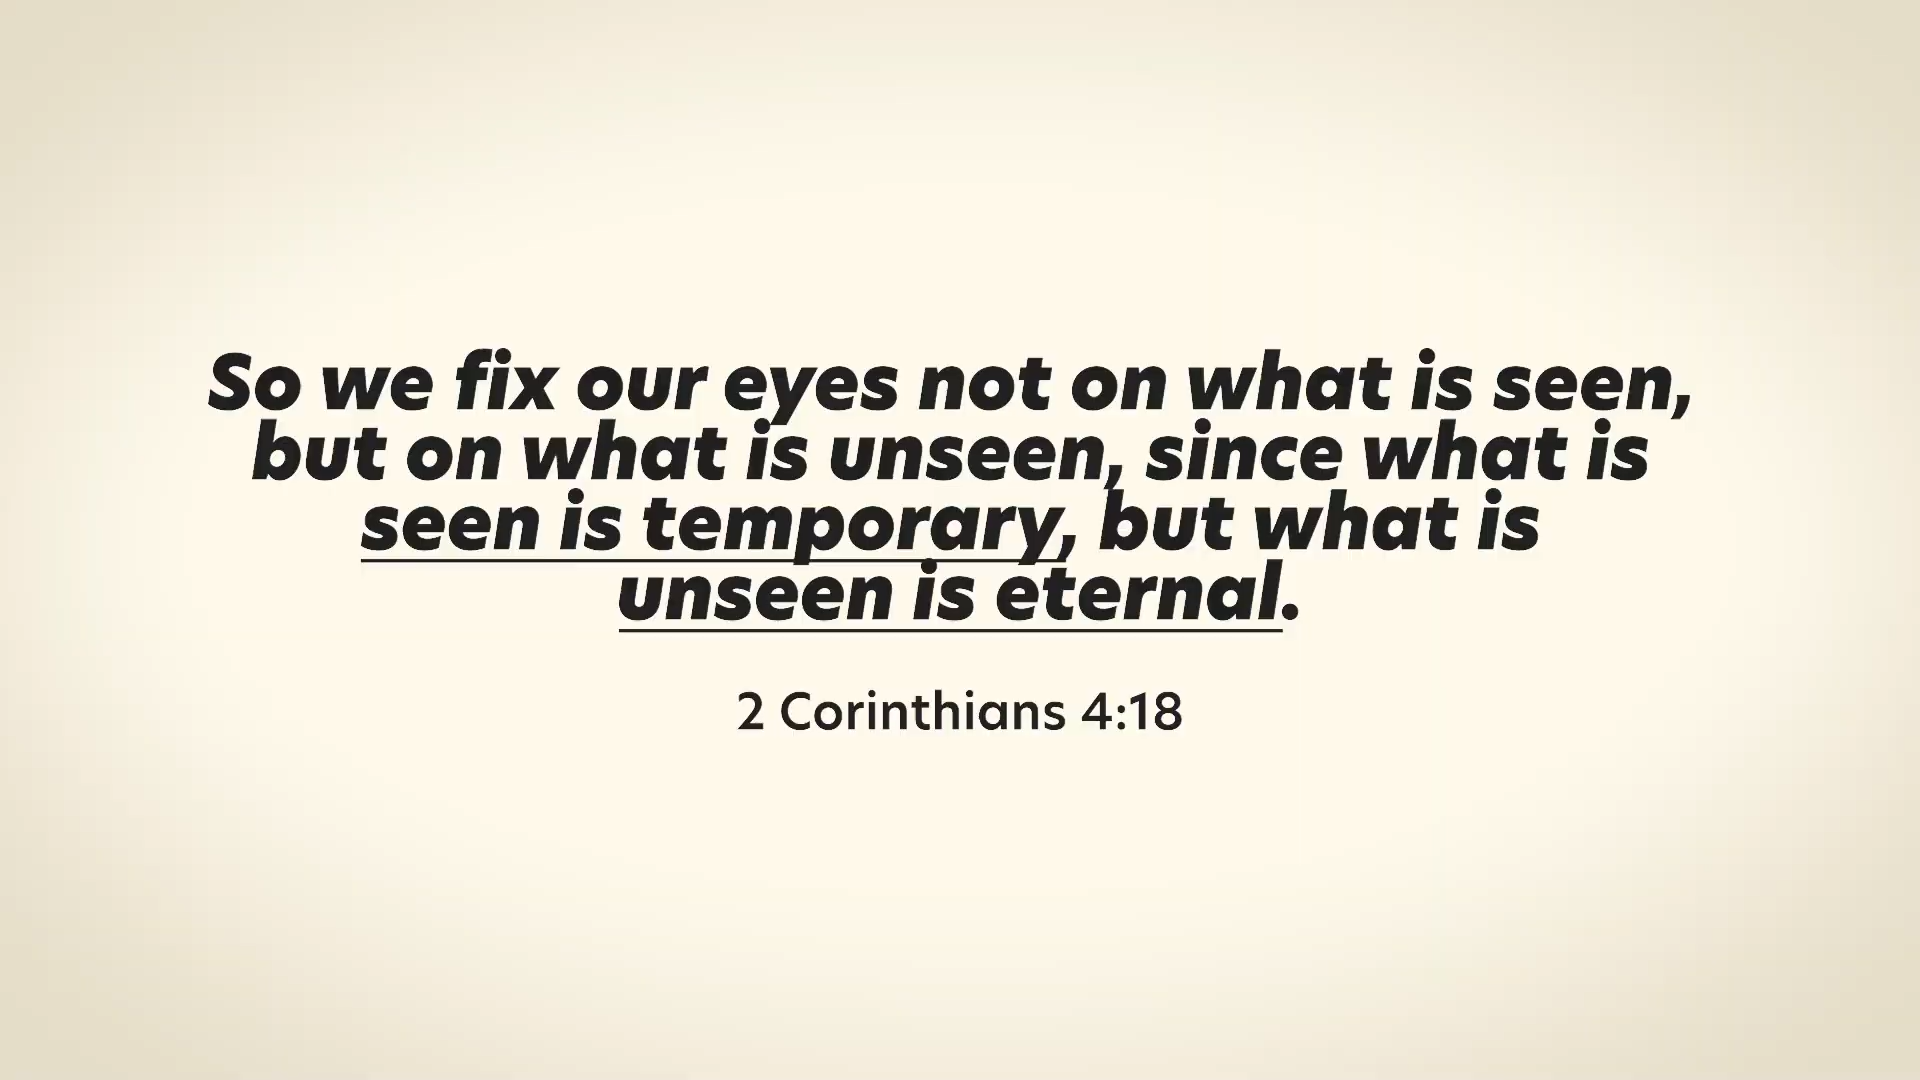 So we fix our eyes not on what is seen,
but on what is unseen, since what is
seen is temporary, but what is
unseen is eternal.
2 Corinthians 4:18